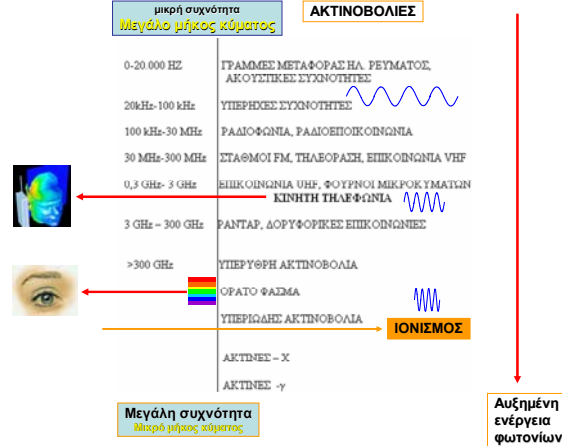 μικρή συχνότητα
Μεγάλο μήκος κύματος
ΑΚΤΙΝΟΒΟΛΙΕΣ
0-20.000 HZ ΓΡΑΜΜΕΣ ΜΕΤΑΦΟΡΑΣ ΗΛ. ΡΕΥΜΑΤΟΣ,
ΑΚΟΥΣΤΙΚΕΣ ΣΥΧΝΟΤΗΤΕΣ
20kHz-100 kHz ΥΠΕΡΗΧΕΣ ΣΥΧΝΟΤΗΤΕΣ
100 kHz-30 MHz ΡΑΔΙΟΦΩΝΙΑ, ΡΑΔΙΟΕΠΟΙΚΟΙΝΩΝΙΑ
30 MHz-300 MHz ΣΤΑΘΜΟΙ FM, ΤΗΛΕΟΡΑΣΗ, ΕΠΙΚΟΙΝΩΝΙΑ VHF
0,3 GHz- 3 GHz ΕΠΙΚΟΙΝΩΝΙΑ UHF, ΦΟΥΡΝΟΙ ΜΙΚΡΟΚΥΜΑΤΩΝ
ΚΙΝΗΤΗ ΤΗΛΕΦΩΝΙΑ
3 GHz – 300 GHz ΡΑΝΤΑΡ, ΔΟΡΥΦΟΡΙΚΕΣ ΕΠΙΚΟΙΝΩΝΙΕΣ
>300 GHz ΥΠΕΡΥΘΡΗ ΑΚΤΙΝΟΒΟΛΙΑ
ΟΡΑΤΟ ΦΑΣΜΑ
ΥΠΕΡΙΩΔΗΣ ΑΚΤΙΝΟΒΟΛΙΑ
ΙΟΝΙΣΜΟΣ
ΑΚΤΙΝΕΣ – Χ
ΑΚΤΙΝΕΣ -γ
Μεγάλη συχνότητα
Μικρό μήκος κύματος
Αυξημένη
ενέργεια
φωτονίων